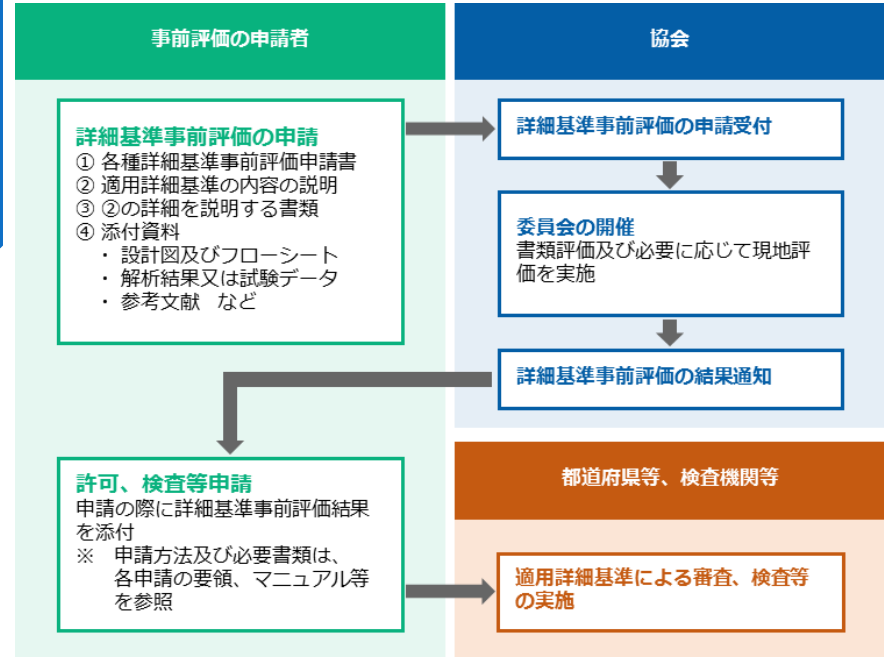 事前評価の申請者
協会
詳細基準事前評価の申請
① 各種詳細基準事前評価申請書
② 適用詳細基準の内容の説明
③ ②の詳細を説明する書類
④ 添付資料
・ 設計図及びフローシート
・ 解析結果又は試験データ
・ 参考文献 など
詳細基準事前評価の申請受付
委員会の開催
書類評価及び必要に応じて現地評
価を実施
詳細基準事前評価の結果通知
許可、検査等申請
申請の際に詳細基準事前評価結果
を添付
※ 申請方法及び必要書類は、
各申請の要領、マニュアル等
を参照
都道府県等、検査機関等
適用詳細基準による審査、検査等
の実施